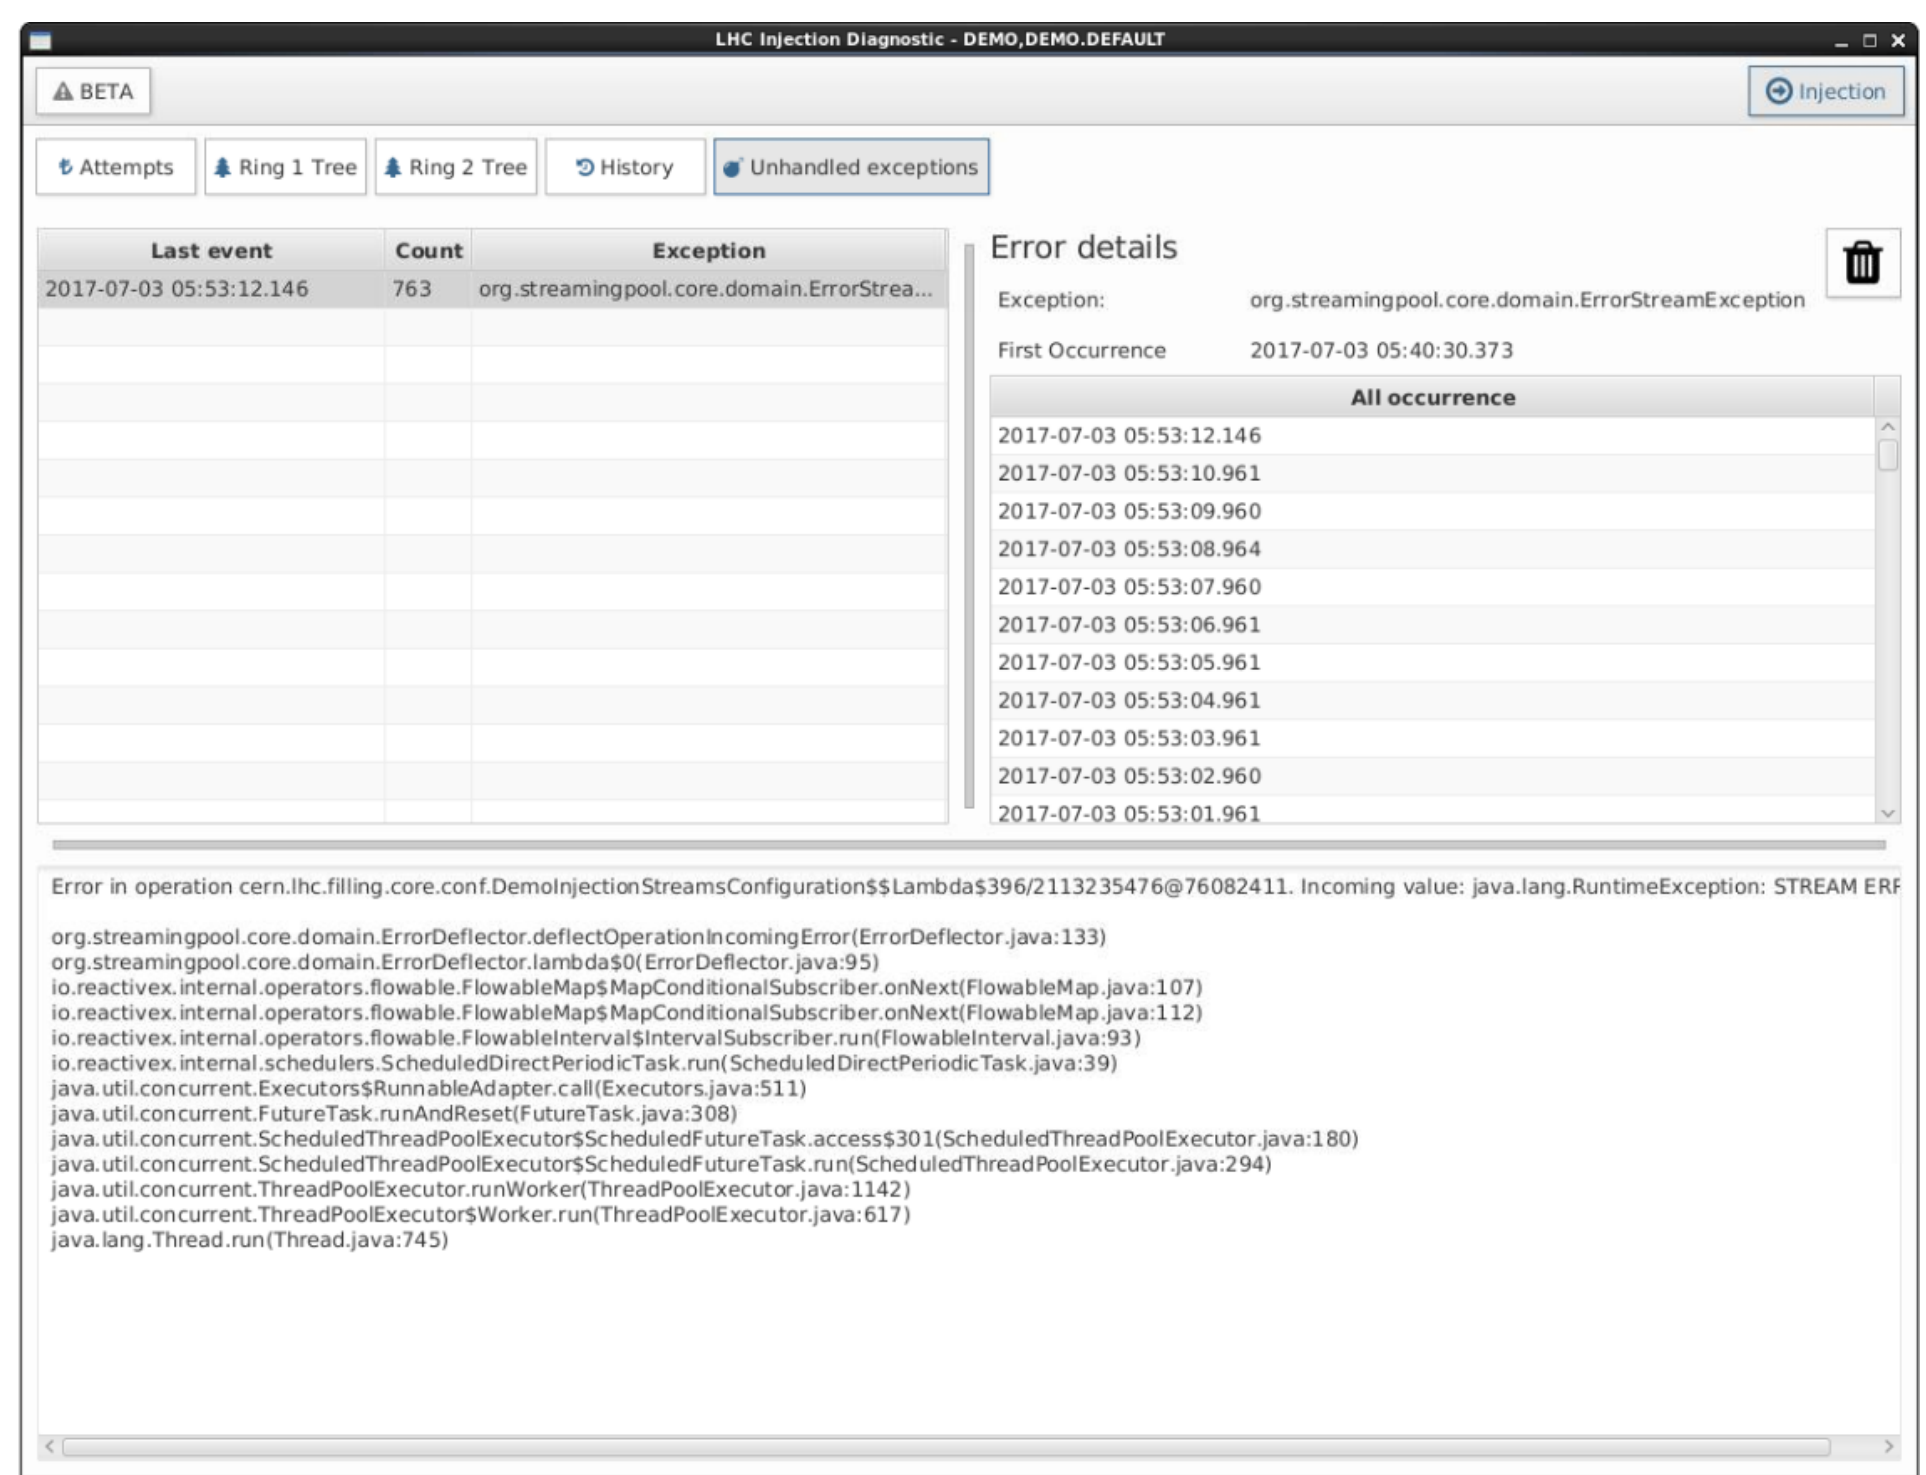 LHC Injection Diagnostic - DEMO,DEMO.DEFAULT
BETA
Injection
Attempts
Ring 1 Tree
Ring 2 Tree
History
Unhandled exceptions
Last event Count Exception
2017-07-03 05:53:12.146 763 org.streamingpool.core.domain.ErrorStrea...
Error details
Exception: org.streamingpool.core.domain.ErrorStreamException
First Occurrence 2017-07-03 05:40:30.373
All occurrence
2017-07-03 05:53:12.146
2017-07-03 05:53:10.961
2017-07-03 05:53:09.960
2017-07-03 05:53:08.964
2017-07-03 05:53:07.960
2017-07-03 05:53:06.961
2017-07-03 05:53:05.961
2017-07-03 05:53:04.961
2017-07-03 05:53:03.961
2017-07-03 05:53:02.960
2017-07-03 05:53:01.961
Error in operation cern.lhc.filling.core.conf.DemoInjectionStreamsConfiguration$$Lambda$396/2113235476@76082411. Incoming value: java.lang.RuntimeException: STREAM ERR
org.streamingpool.core.domain.ErrorDeflector.deflectOperationIncomingError(ErrorDeflector.java:133)
org.streamingpool.core.domain.ErrorDeflector.lambda$0(ErrorDeflector.java:95)
io.reactivex.internal.operators.flowable.FlowableMap$MapConditionalSubscriber.onNext(FlowableMap.java:107)
io.reactivex.internal.operators.flowable.FlowableMap$MapConditionalSubscriber.onNext(FlowableMap.java:112)
io.reactivex.internal.operators.flowable.FlowableInterval$IntervalSubscriber.run(FlowableInterval.java:93)
io.reactivex.internal.schedulers.ScheduledDirectPeriodicTask.run(ScheduledDirectPeriodicTask.java:39)
java.util.concurrent.Executors$RunnableAdapter.call(Executors.java:511)
java.util.concurrent.FutureTask.runAndReset(FutureTask.java:308)
java.util.concurrent.ScheduledThreadPoolExecutor$ScheduledFutureTask.access$301(ScheduledThreadPoolExecutor.java:180)
java.util.concurrent.ScheduledThreadPoolExecutor$ScheduledFutureTask.run(ScheduledThreadPoolExecutor.java:294)
java.util.concurrent.ThreadPoolExecutor.runWorker(ThreadPoolExecutor.java:1142)
java.util.concurrent.ThreadPoolExecutor$Worker.run(ThreadPoolExecutor.java:617)
java.lang.Thread.run(Thread.java:745)